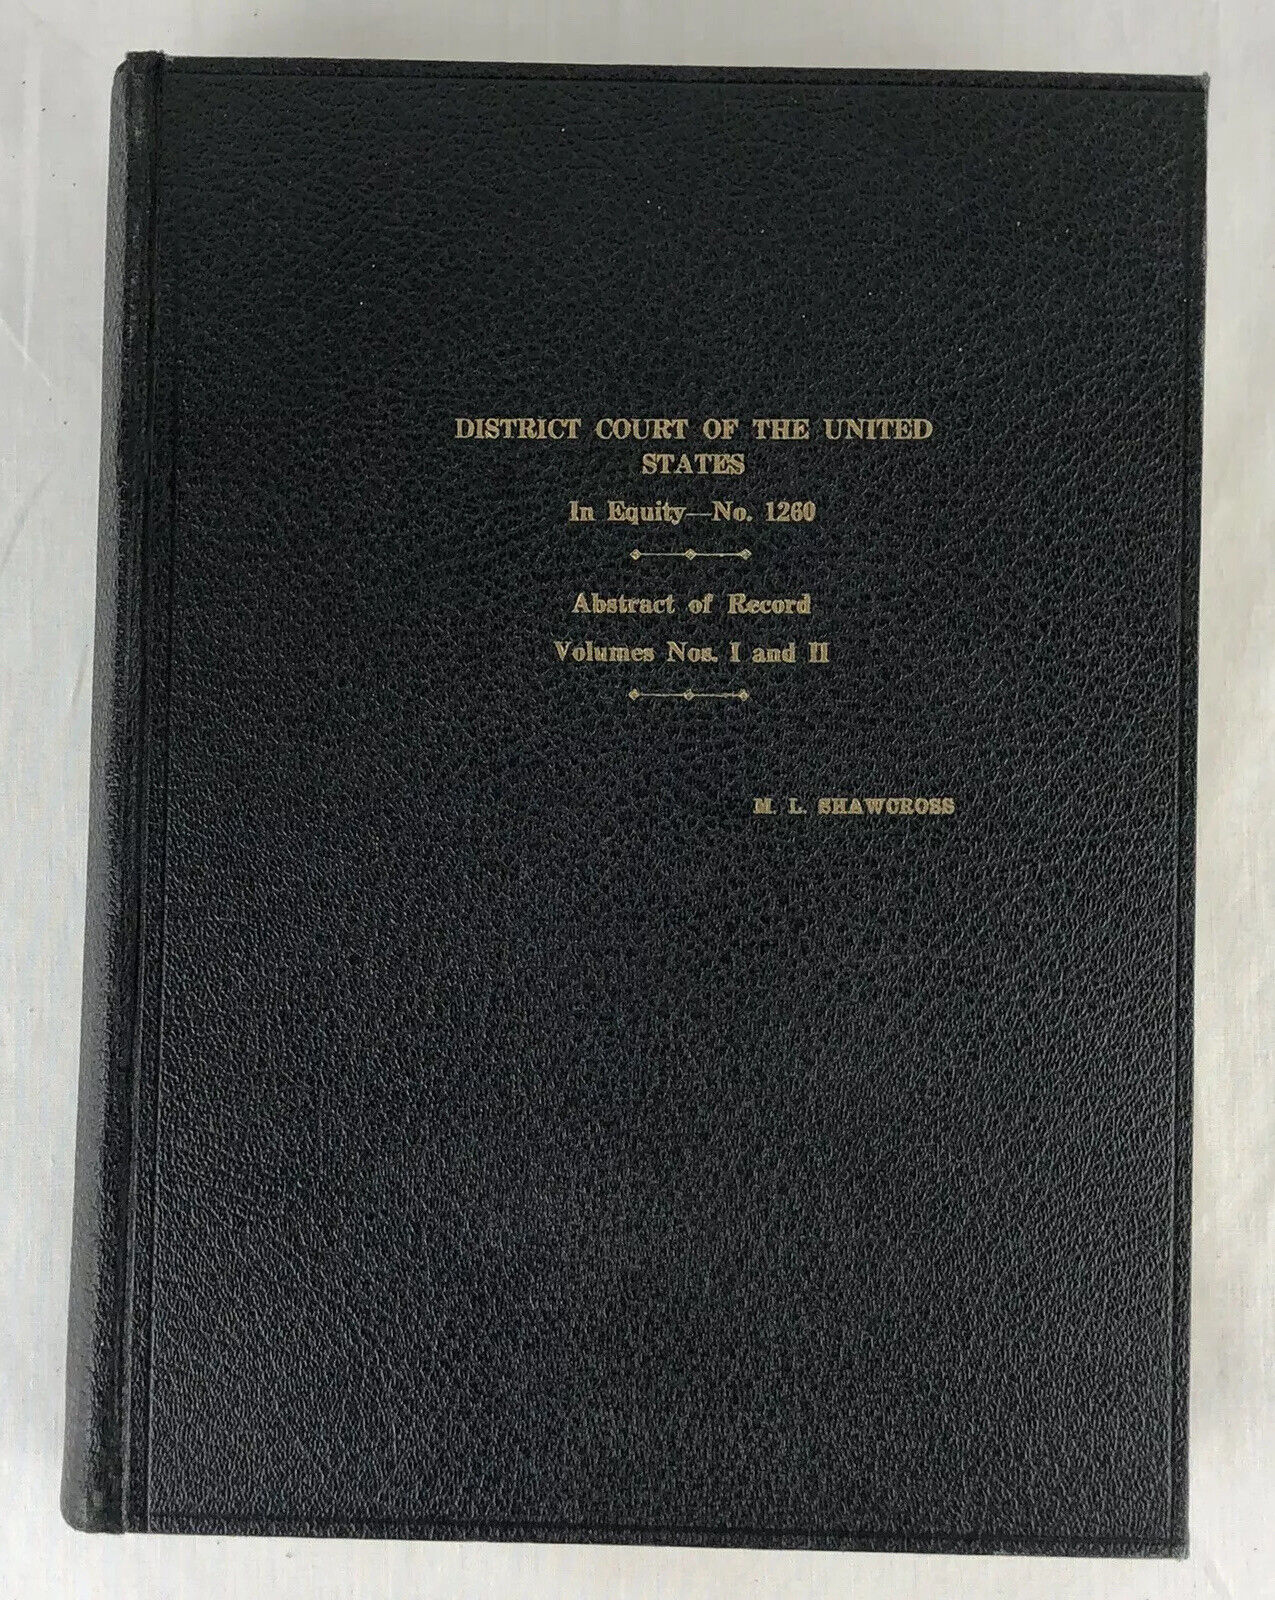 DISTRICT COURT OF THE UNITED
STATES
In Equity—No. 1260
Abstract of Record
Volumes Nos. I and II
M. L. SHAWCROSS